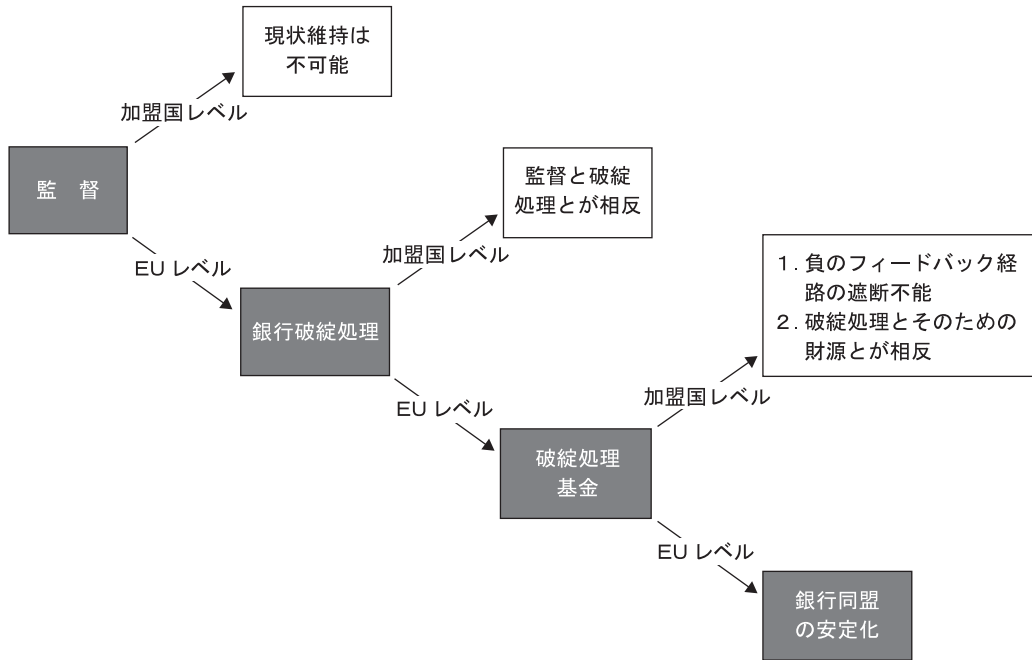 現状維持は
不可能
加盟国レベル
監　督
EU レベル
監督と破綻
処理とが相反
加盟国レベル
銀行破綻処理
EU レベル
1．負のフィードバック経
路の遮断不能
2．破綻処理とそのための
財源とが相反
加盟国レベル
破綻処理
基金
EU レベル
銀行同盟
の安定化